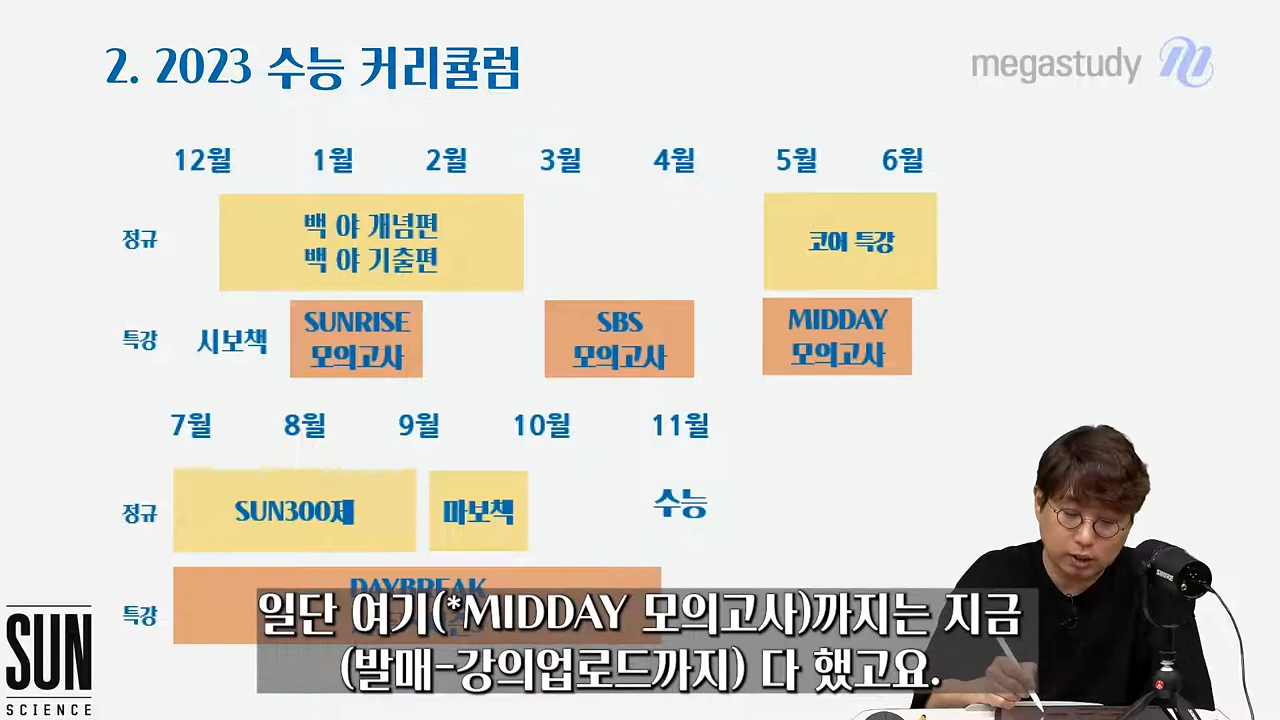 2. 2023 수능 커리큘럼
megastudy
12월 1월 2월 3월 4월 5월 6월
정규
백 야 개념편
백 야 기출편
코어 특강
특강
시보책
SUNRISE
모의고사
SBS
모의고사
MIDDAY
모의고사
7월 8월 9월 10월 11월
정규
SUN300제
마보책
수능
특강
DAYBREAK
일단 여기(*MIDDAY 모의고사)까지는 지금
(발매-강의업로드까지) 다 했고요.
SUN
SCIENCE
SHURE